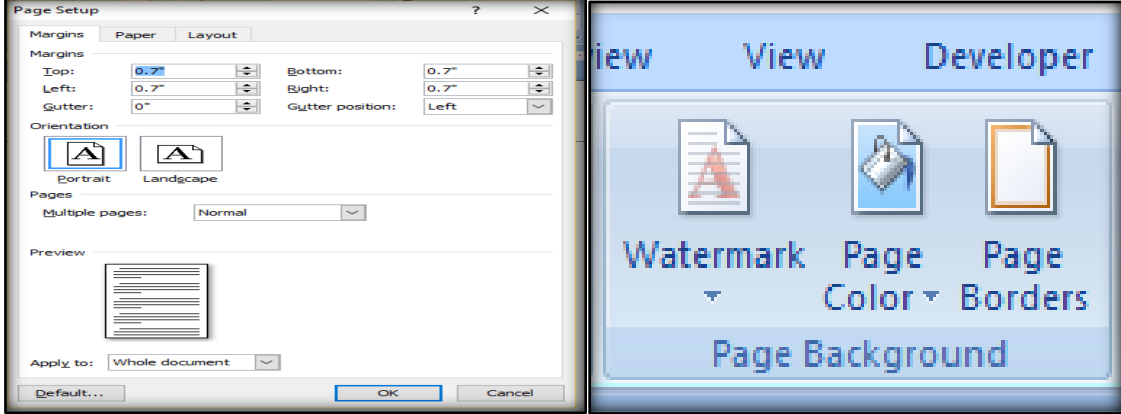 Page Setup
Margins Paper Layout
Margins
Top: 0.7" Bottom: 0.7"
Left: 0.7" Right: 0.7"
Gutter: 0" Gutter position: Left
Orientation
A A
Portrait Landscape
Pages
Multiple pages: Normal
Preview
Apply to: Whole document
Default... OK Cancel
iew View Developer
A
Watermark Page Page
Color Borders
Page Background